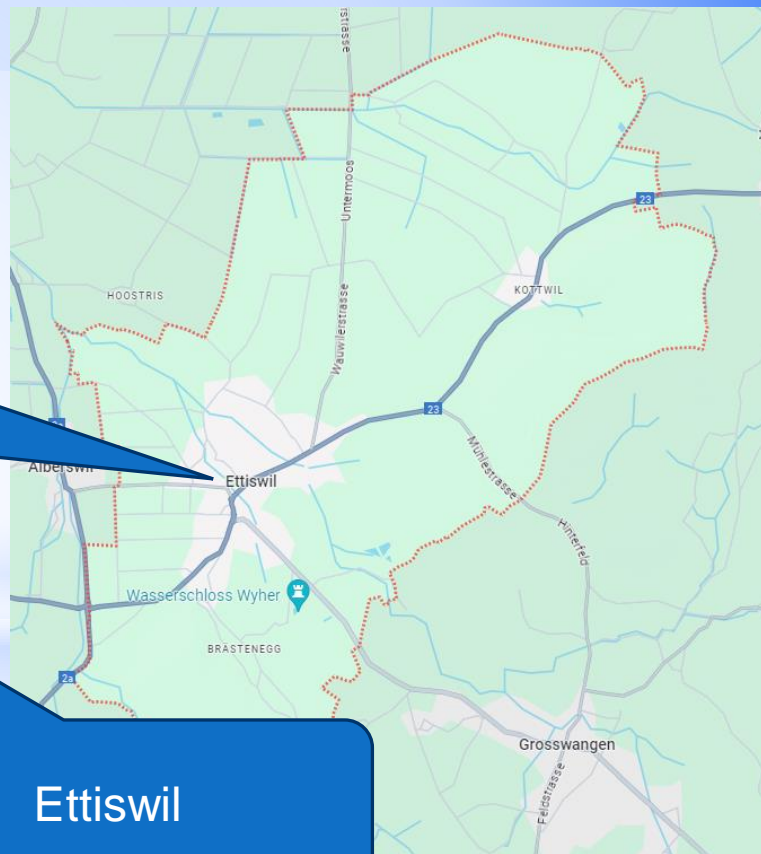 Untermoos
23
HOOSTRIS
KOTTWIL
Wauwilerstrasse
23
Alberswil
Ettiswil
Mühlestrasse
Hinterfeld
Wasserschloss Wyher
BRÄSTENEGG
2a
Grosswangen
Feldstrasse
Ettiswil